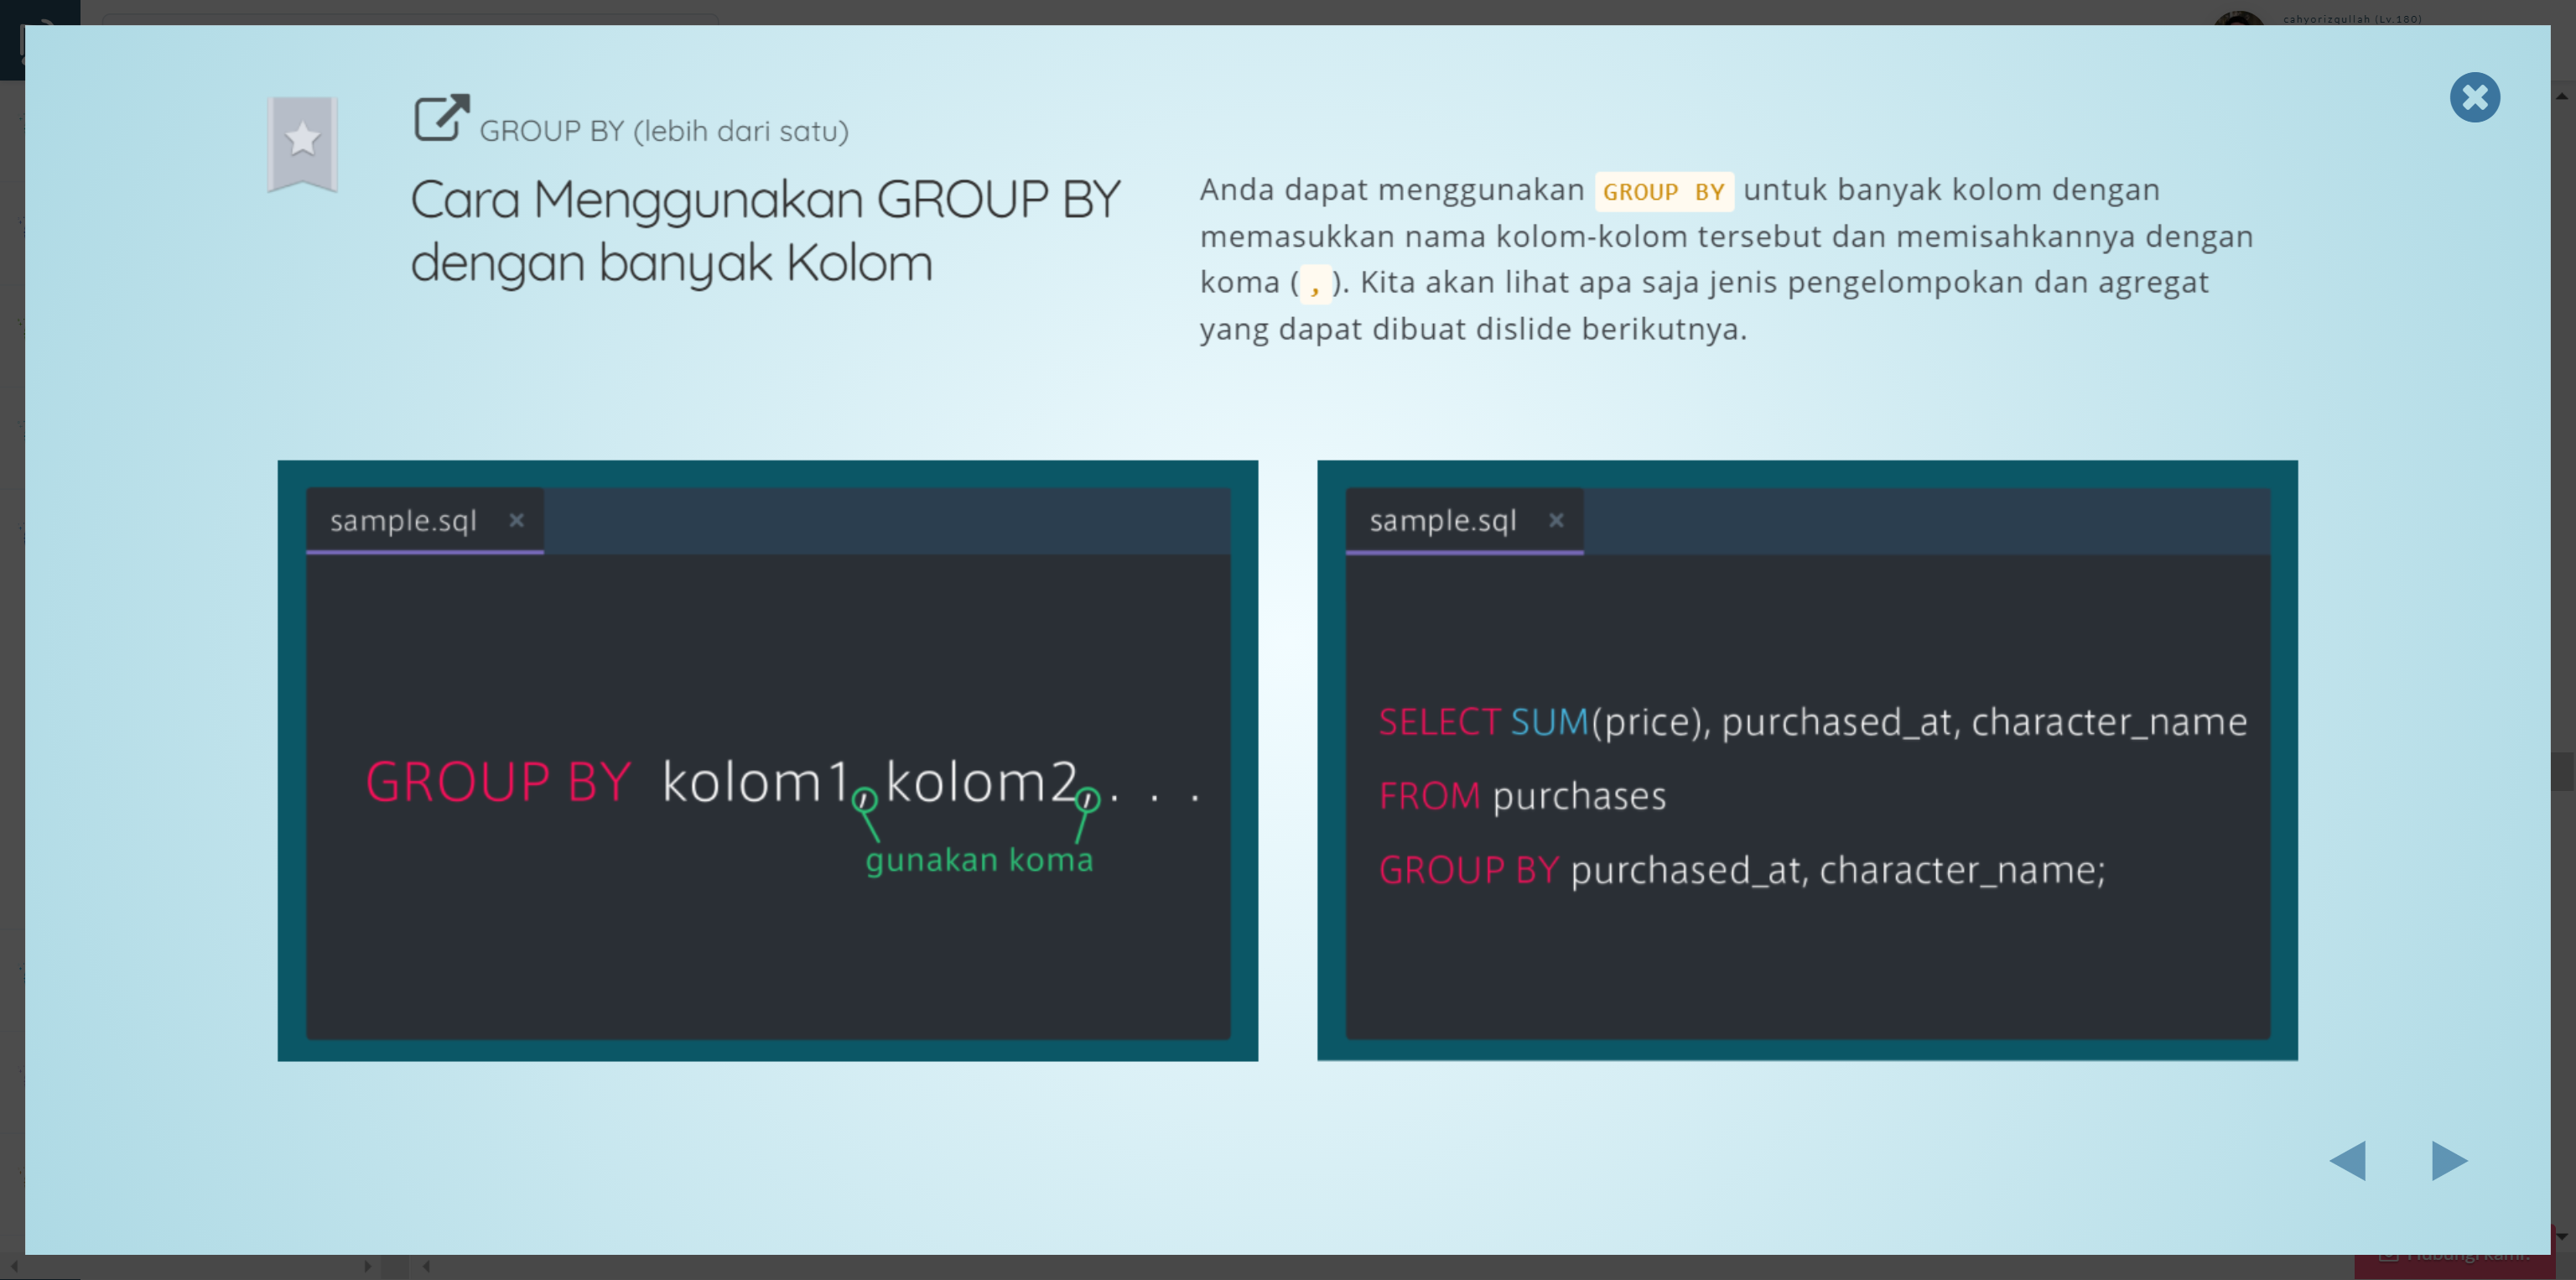 cahyorizqullah (Lv.180)
GROUP BY (lebih dari satu)
Cara Menggunakan GROUP BY
dengan banyak Kolom
Anda dapat menggunakan GROUP BY untuk banyak kolom dengan
memasukkan nama kolom-kolom tersebut dan memisahkannya dengan
koma ( , ). Kita akan lihat apa saja jenis pengelompokan dan agregat
yang dapat dibuat dislide berikutnya.
sample.sql ×
GROUP BY kolom1, kolom2, . . .
gunakan koma
sample.sql ×
SELECT SUM(price), purchased_at, character_name
FROM purchases
GROUP BY purchased_at, character_name;